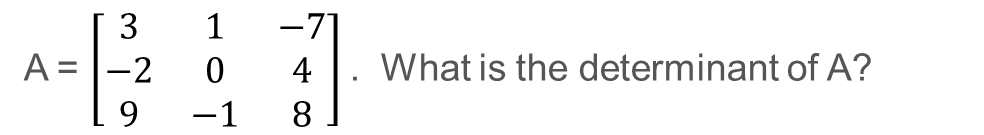 3 1 −7
A = −2 0 4 . What is the determinant of A?
9 −1 8